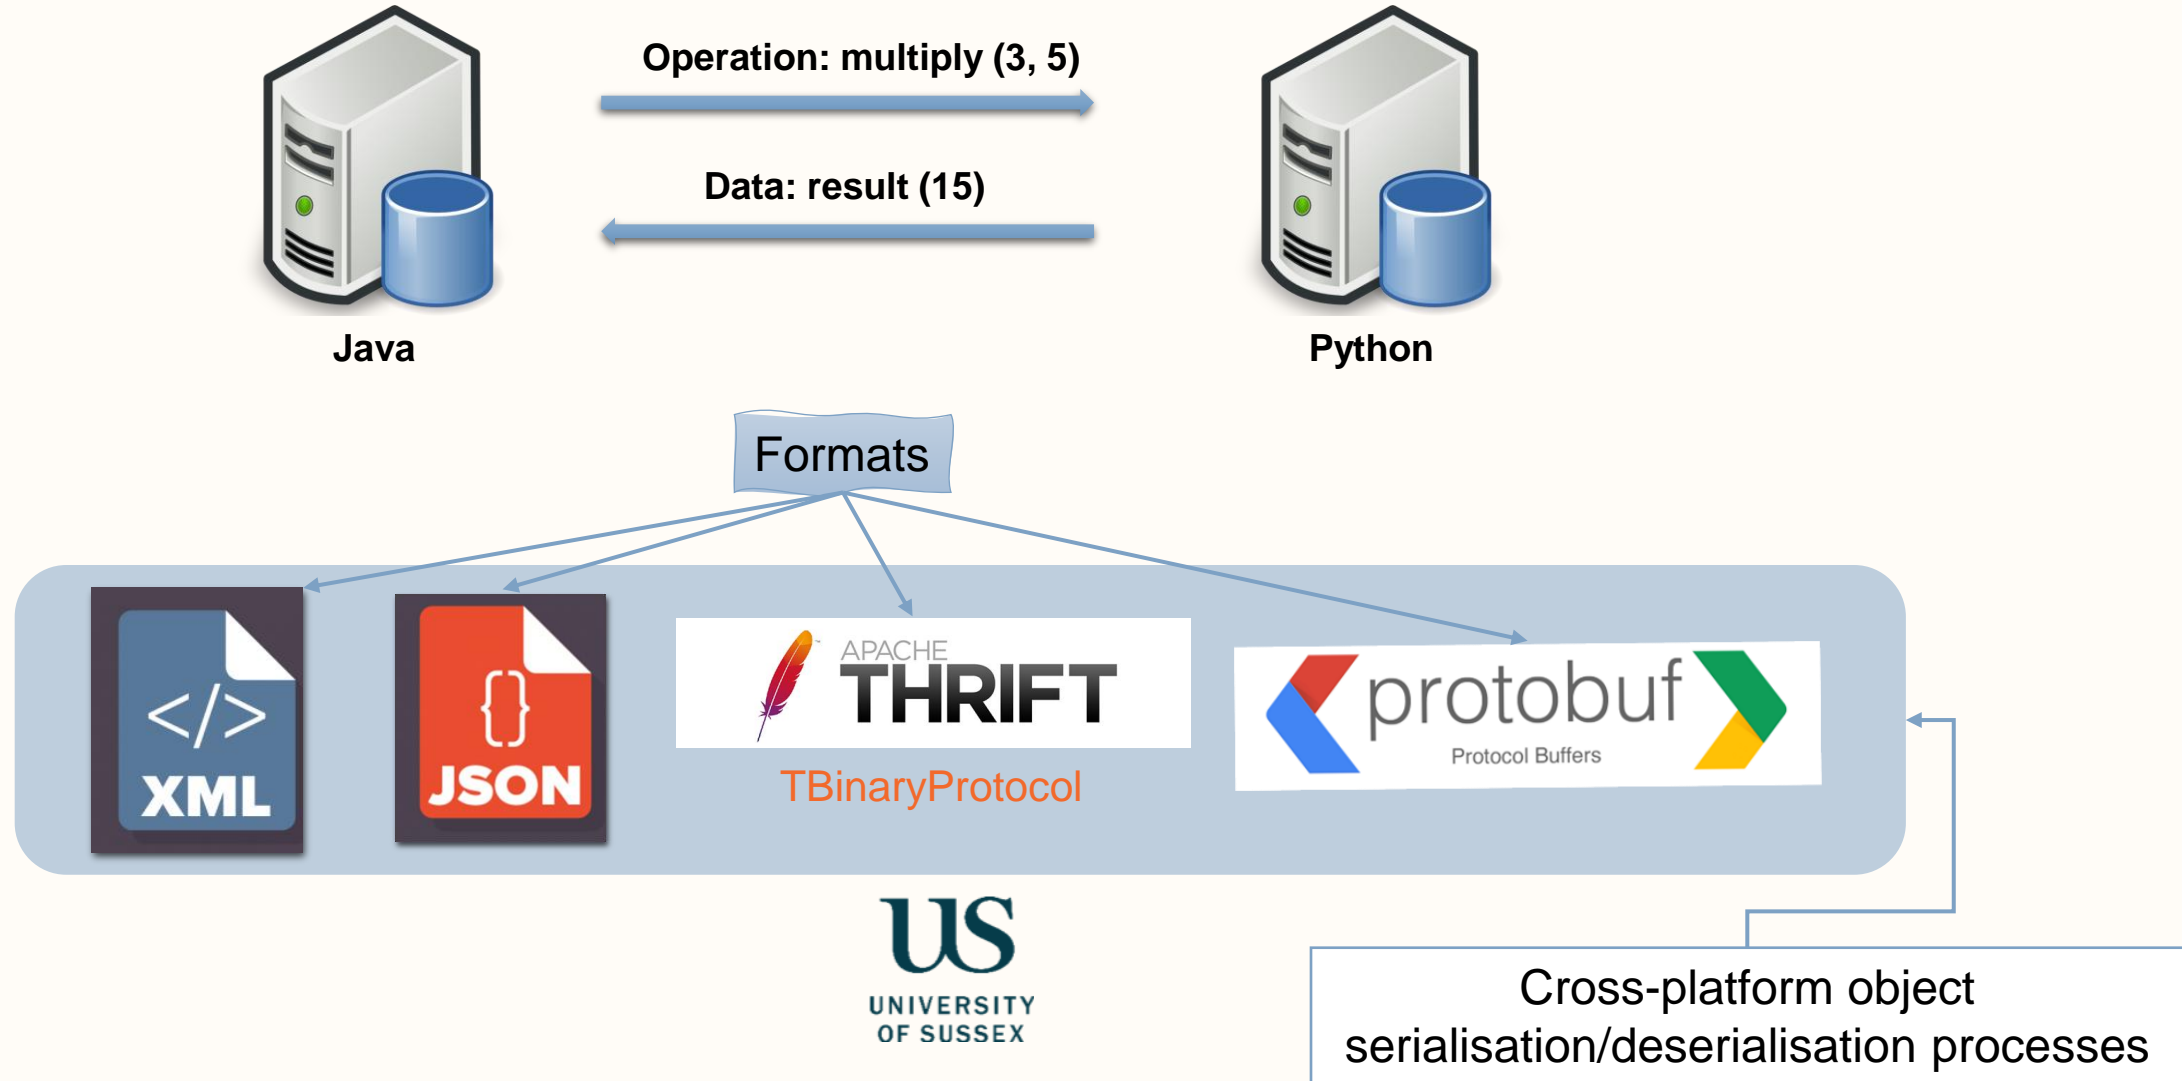 Operation: multiply (3, 5)
Data: result (15)
Java
Python
Formats
</>
XML
{}
JSON
APACHE
THRIFT
™
TBinaryProtocol
protobuf
Protocol Buffers
US
UNIVERSITY
OF SUSSEX
Cross-platform object
serialisation/deserialisation processes